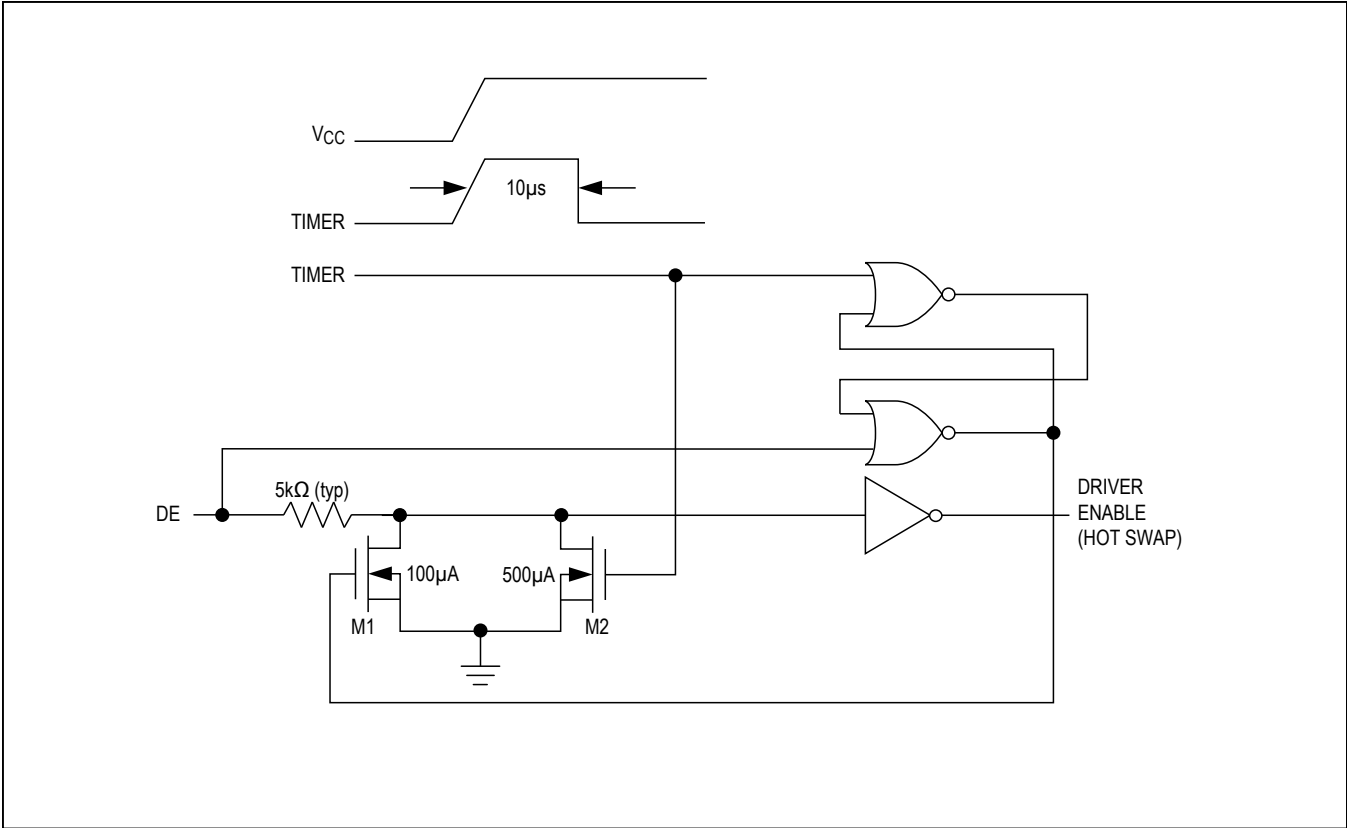 VCC
10µs
TIMER
TIMER
5kΩ (typ)
DE
DRIVER
ENABLE
(HOT SWAP)
100µA
500µA
M1
M2